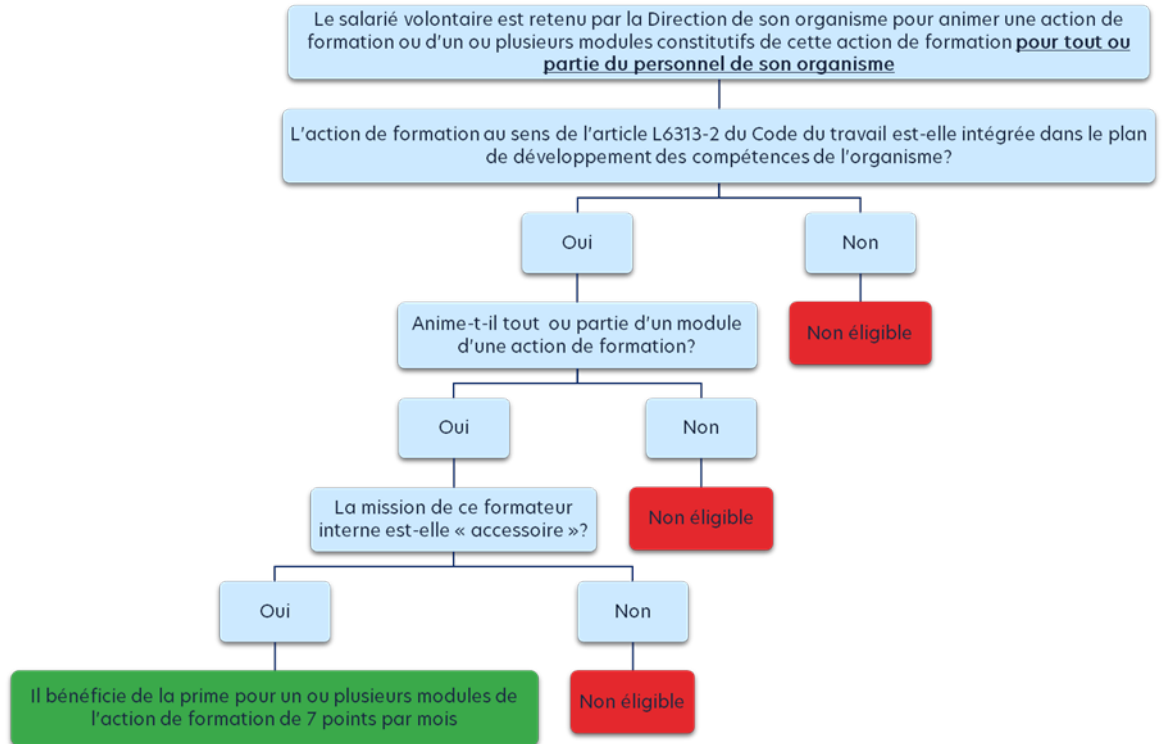 Le salarié volontaire est retenu par la Direction de son organisme pour animer une action de
formation ou d'un ou plusieurs modules constitutifs de cette action de formation pour tout ou
partie du personnel de son organisme
L'action de formation au sens de l'article L6313-2 du Code du travail est-elle intégrée dans le plan
de développement des compétences de l'organisme?
Oui
Non
Anime-t-il tout ou partie d'un module
d'une action de formation?
Non éligible
Oui
Non
La mission de ce formateur
interne est-elle « accessoire »?
Non éligible
Oui
Non
Il bénéficie de la prime pour un ou plusieurs modules de
l'action de formation de 7 points par mois
Non éligible